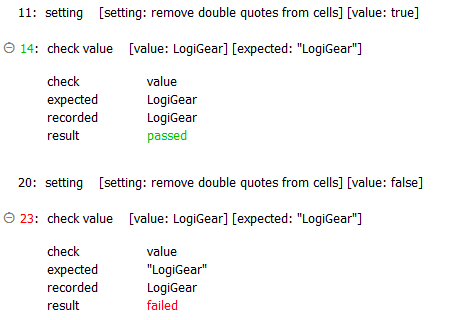 11: setting [setting: remove double quotes from cells] [value: true]
14: check value [value: LogiGear] [expected: "LogiGear"]
check value
expected LogiGear
recorded LogiGear
result passed
20: setting [setting: remove double quotes from cells] [value: false]
23: check value [value: LogiGear] [expected: "LogiGear"]
check value
expected "LogiGear"
recorded LogiGear
result failed